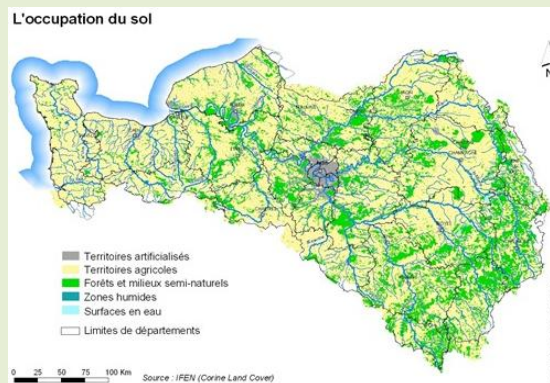 L'occupation du sol
N
Territoires artificialisés
Territoires agricoles
Forêts et milieux semi-naturels
Zones humides
Surfaces en eau
Limites de départements
0 25 50 75 100 Km
Source : IFEN (Corine Land Cover)